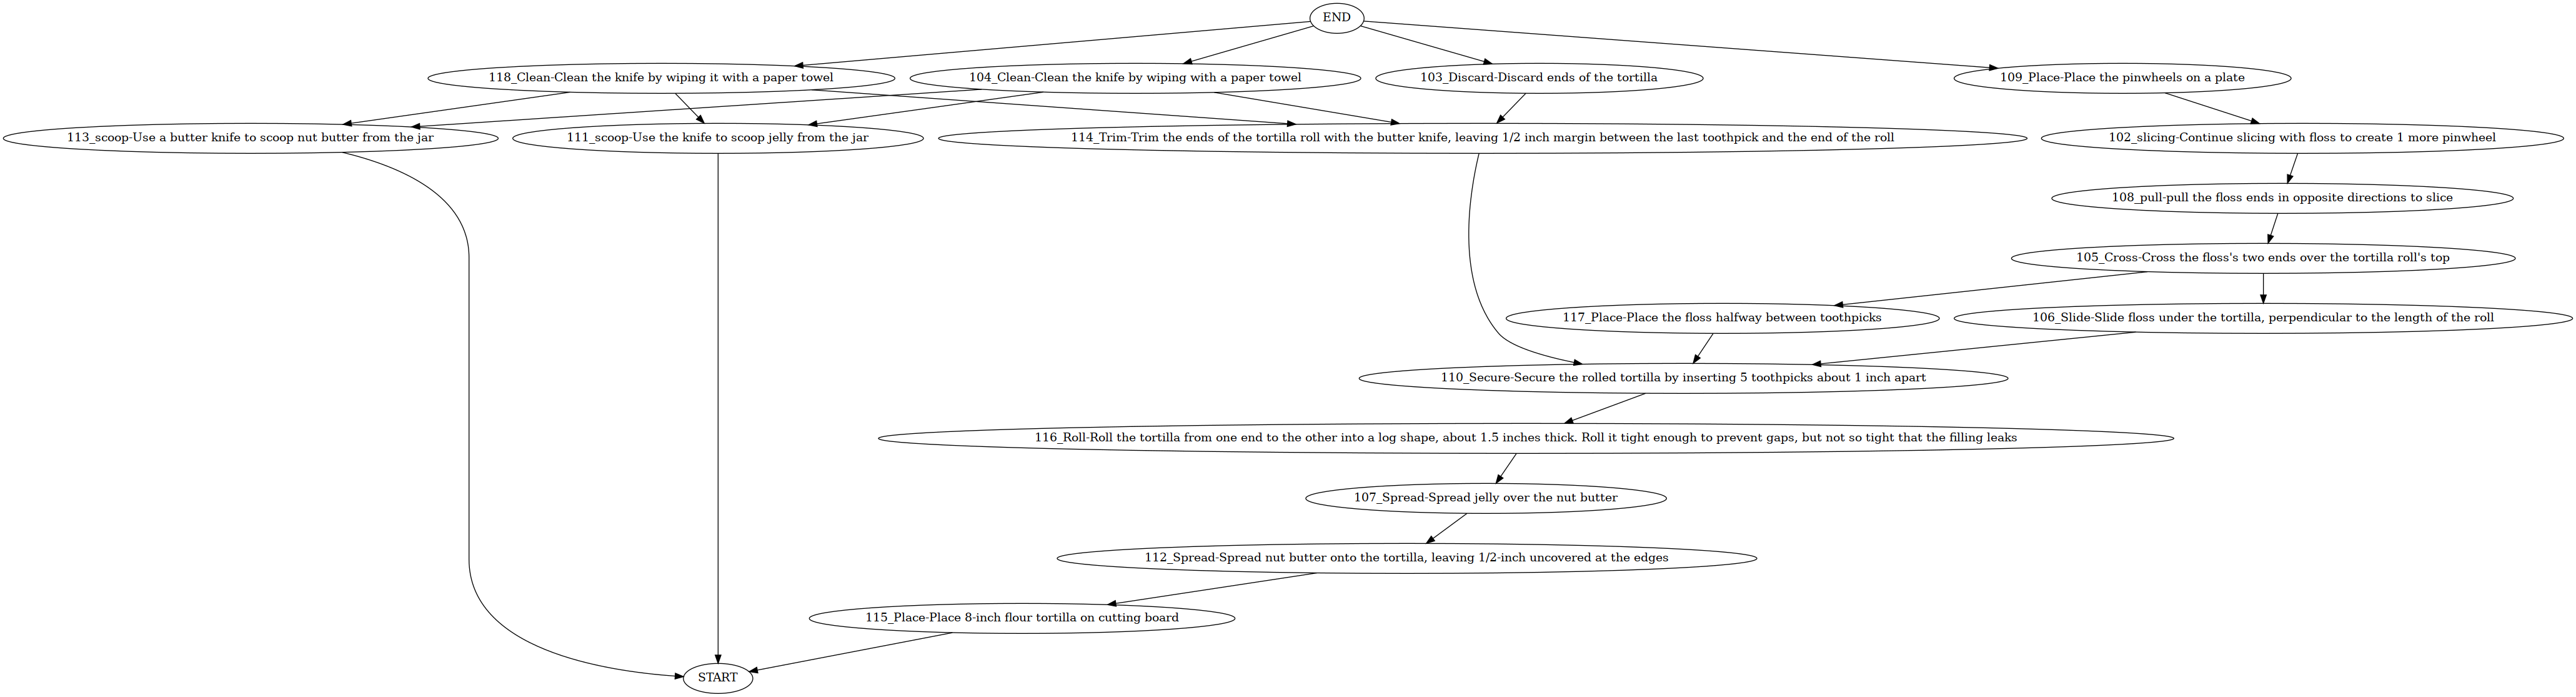 END
118_Clean-Clean the knife by wiping it with a paper towel
104_Clean-Clean the knife by wiping with a paper towel
103_Discard-Discard ends of the tortilla
109_Place-Place the pinwheels on a plate
113_scoop-Use a butter knife to scoop nut butter from the jar
111_scoop-Use the knife to scoop jelly from the jar
114_Trim-Trim the ends of the tortilla roll with the butter knife, leaving 1/2 inch margin between the last toothpick and the end of the roll
102_slicing-Continue slicing with floss to create 1 more pinwheel
108_pull-pull the floss ends in opposite directions to slice
105_Cross-Cross the floss's two ends over the tortilla roll's top
117_Place-Place the floss halfway between toothpicks
106_Slide-Slide floss under the tortilla, perpendicular to the length of the roll
110_Secure-Secure the rolled tortilla by inserting 5 toothpicks about 1 inch apart
116_Roll-Roll the tortilla from one end to the other into a log shape, about 1.5 inches thick. Roll it tight enough to prevent gaps, but not so tight that the filling leaks
107_Spread-Spread jelly over the nut butter
112_Spread-Spread nut butter onto the tortilla, leaving 1/2-inch uncovered at the edges
115_Place-Place 8-inch flour tortilla on cutting board
START